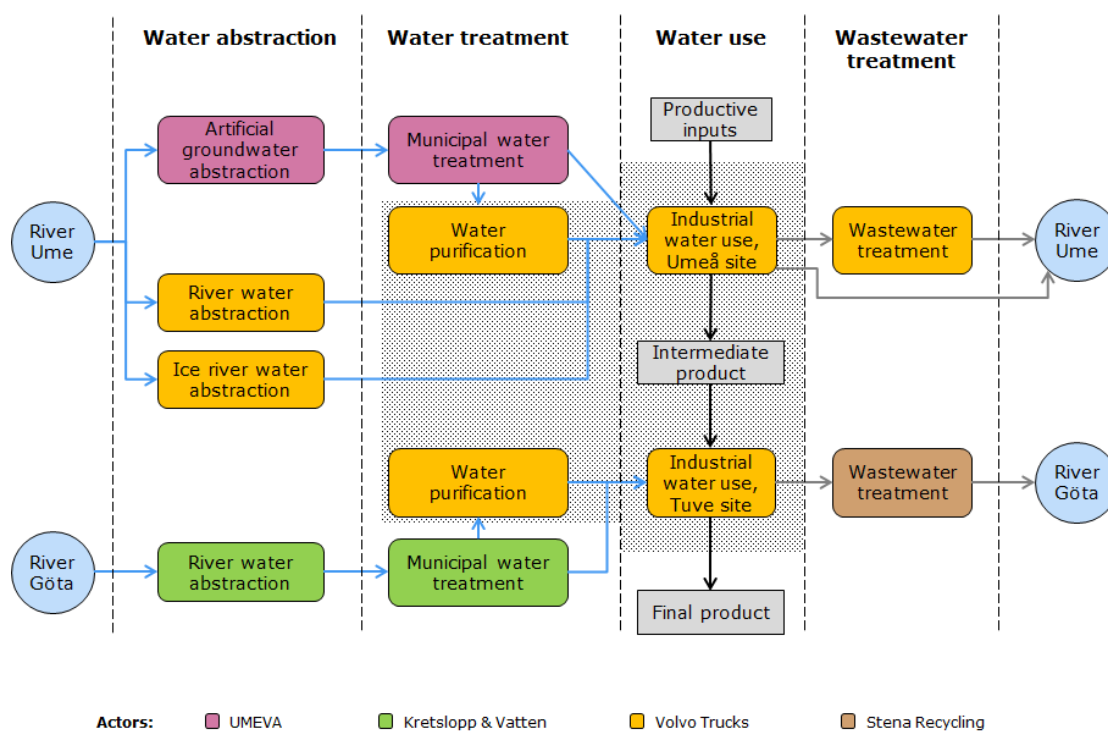 Water abstraction
Water treatment
Water use
Wastewater
treatment
Productive
inputs
Artificial
groundwater
abstraction
Municipal water
treatment
River
Ume
Water
purification
Industrial
water use,
Umeå site
Wastewater
treatment
River
Ume
River water
abstraction
Ice river water
abstraction
Intermediate
product
Water
purification
Industrial
water use,
Tuve site
Wastewater
treatment
River
Göta
River
Göta
River water
abstraction
Municipal water
treatment
Final product
Actors:
UMEVA
Kretslopp & Vatten
Volvo Trucks
Stena Recycling